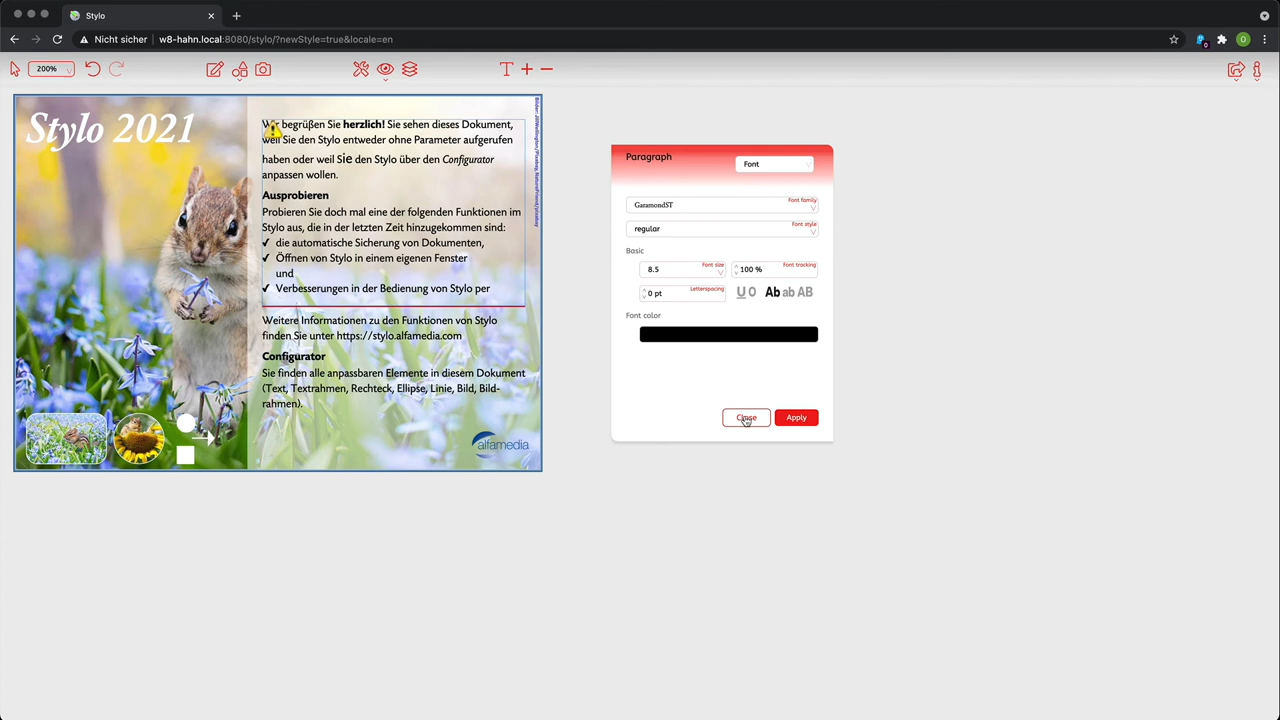 Stylo
Nicht sicher
w8-hahn.local:8080/stylo/?newStyle=true&locale=en
0
O
200%
Stylo 2021
Wir begrüßen Sie herzlich! Sie sehen dieses Dokument,
weil Sie den Stylo entweder ohne Parameter aufgerufen
haben oder weil Sie den Stylo über den Configurator
anpassen wollen.
Ausprobieren
Probieren Sie doch mal eine der folgenden Funktionen im
Stylo aus, die in der letzten Zeit hinzugekommen sind:
✓ die automatische Sicherung von Dokumenten,
✓ Öffnen von Stylo in einem eigenen Fenster
und
✓ Verbesserungen in der Bedienung von Stylo per
Weitere Informationen zu den Funktionen von Stylo
finden Sie unter https://stylo.alfamedia.com
Configurator
Sie finden alle anpassbaren Elemente in diesem Dokument
(Text, Textrahmen, Rechteck, Ellipse, Linie, Bild, Bild-
rahmen).
alfamedia
Paragraph
Font
GaramondST
Font family
regular
Font style
Basic
8.5
Font size
100 %
Font tracking
0 pt
Letterspacing
U O
Ab ab AB
Font color
Close
Apply